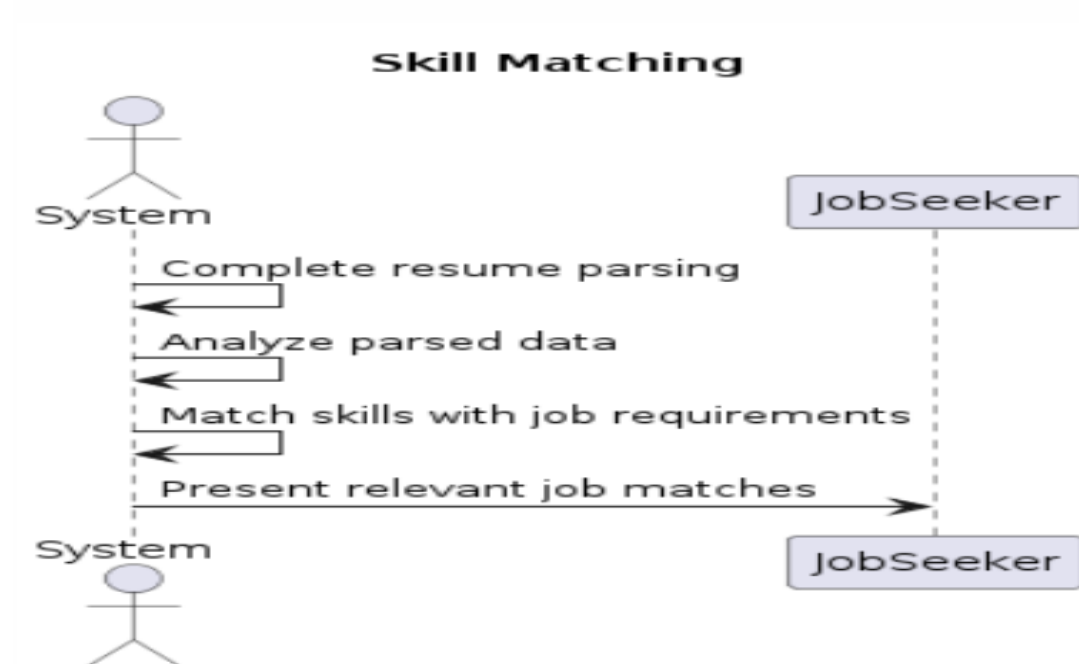 Skill Matching
System
JobSeeker
Complete resume parsing
Analyze parsed data
Match skills with job requirements
Present relevant job matches
System
JobSeeker